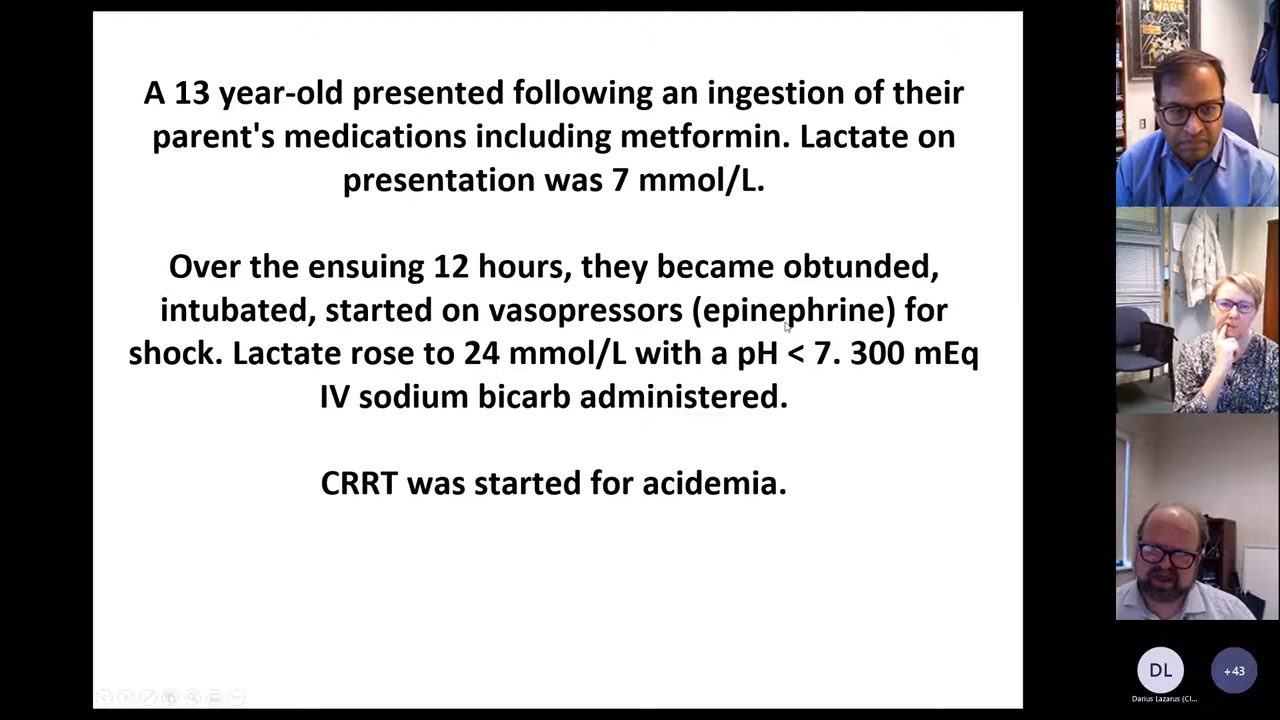 A 13 year-old presented following an ingestion of their
parent's medications including metformin. Lactate on
presentation was 7 mmol/L.
Over the ensuing 12 hours, they became obtunded,
intubated, started on vasopressors (epinephrine) for
shock. Lactate rose to 24 mmol/L with a pH < 7. 300 mEq
IV sodium bicarb administered.
CRRT was started for acidemia.
WARS
DL
+43
Darius Lazarus (Cl...